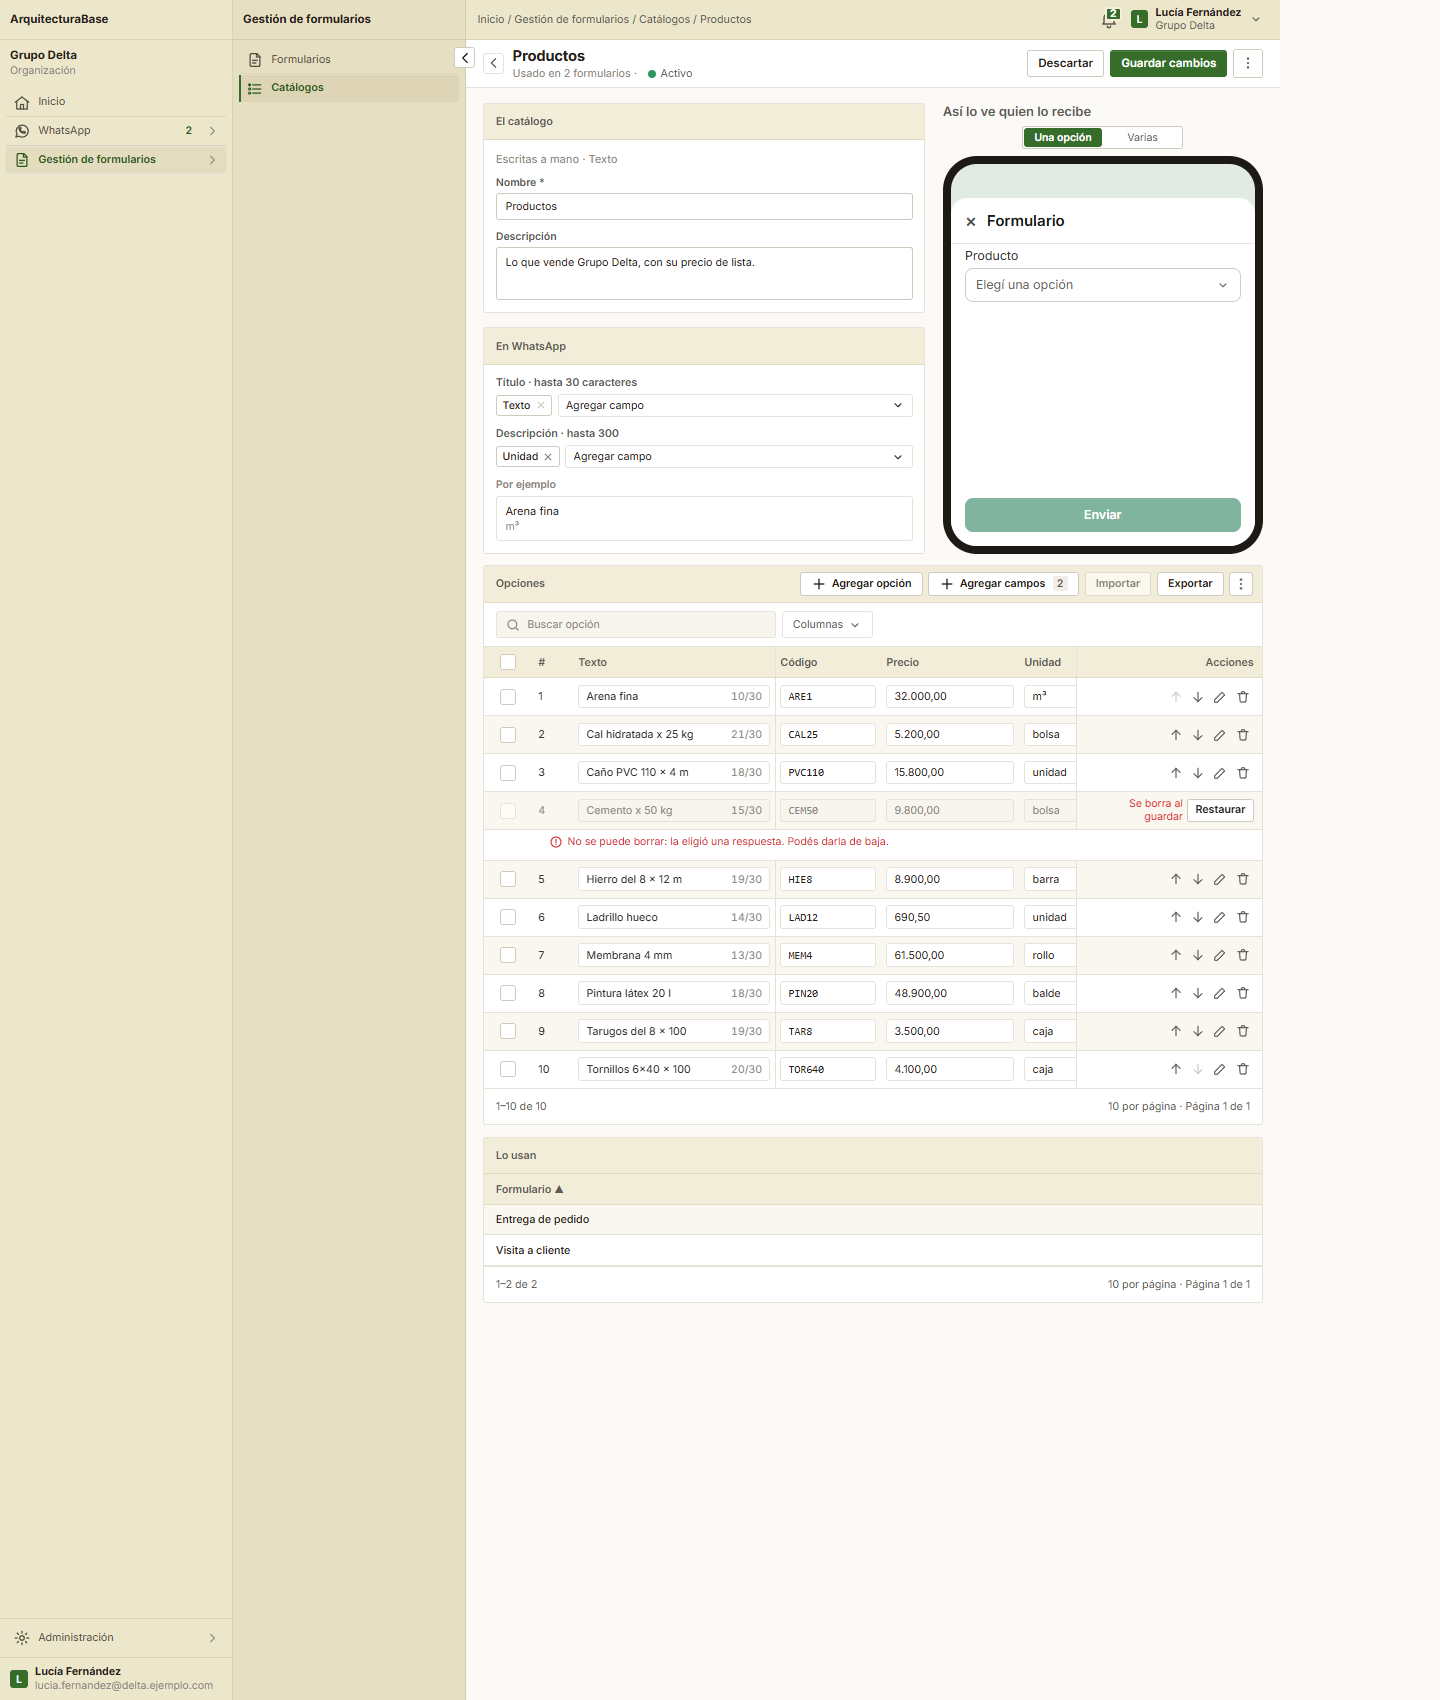 ArquitecturaBase
Grupo Delta
Organización
Inicio
WhatsApp 2
Gestión de formularios
Administración
L
Lucía Fernández
lucia.fernandez@delta.ejemplo.com
Gestión de formularios
Formularios
Catálogos
Inicio / Gestión de formularios / Catálogos / Productos
2
L
Lucía Fernández
Grupo Delta
Productos
Usado en 2 formularios · Activo
Descartar
Guardar cambios
El catálogo
Escritas a mano · Texto
Nombre *
Productos
Descripción
Lo que vende Grupo Delta, con su precio de lista.
En WhatsApp
Título · hasta 30 caracteres
Texto × Agregar campo
Descripción · hasta 300
Unidad × Agregar campo
Por ejemplo
Arena fina
m³
Así lo ve quien lo recibe
Una opción Varias
× Formulario
Producto
Elegí una opción
Enviar
Opciones
Agregar opción
Agregar campos 2
Importar
Exportar
Buscar opción
Columnas
# Texto Código Precio Unidad Acciones
1 Arena fina 10/30 ARE1 32.000,00 m³
2 Cal hidratada x 25 kg 21/30 CAL25 5.200,00 bolsa
3 Caño PVC 110 × 4 m 18/30 PVC110 15.800,00 unidad
4 Cemento x 50 kg 15/30 CEM50 9.800,00 bolsa Se borra al guardar Restaurar
No se puede borrar: la eligió una respuesta. Podés darla de baja.
5 Hierro del 8 × 12 m 19/30 HIE8 8.900,00 barra
6 Ladrillo hueco 14/30 LAD12 690,50 unidad
7 Membrana 4 mm 13/30 MEM4 61.500,00 rollo
8 Pintura látex 20 l 18/30 PIN20 48.900,00 balde
9 Tarugos del 8 × 100 19/30 TAR8 3.500,00 caja
10 Tornillos 6×40 × 100 20/30 TOR640 4.100,00 caja
1–10 de 10
10 por página · Página 1 de 1
Lo usan
Formulario ▲
Entrega de pedido
Visita a cliente
1–2 de 2
10 por página · Página 1 de 1